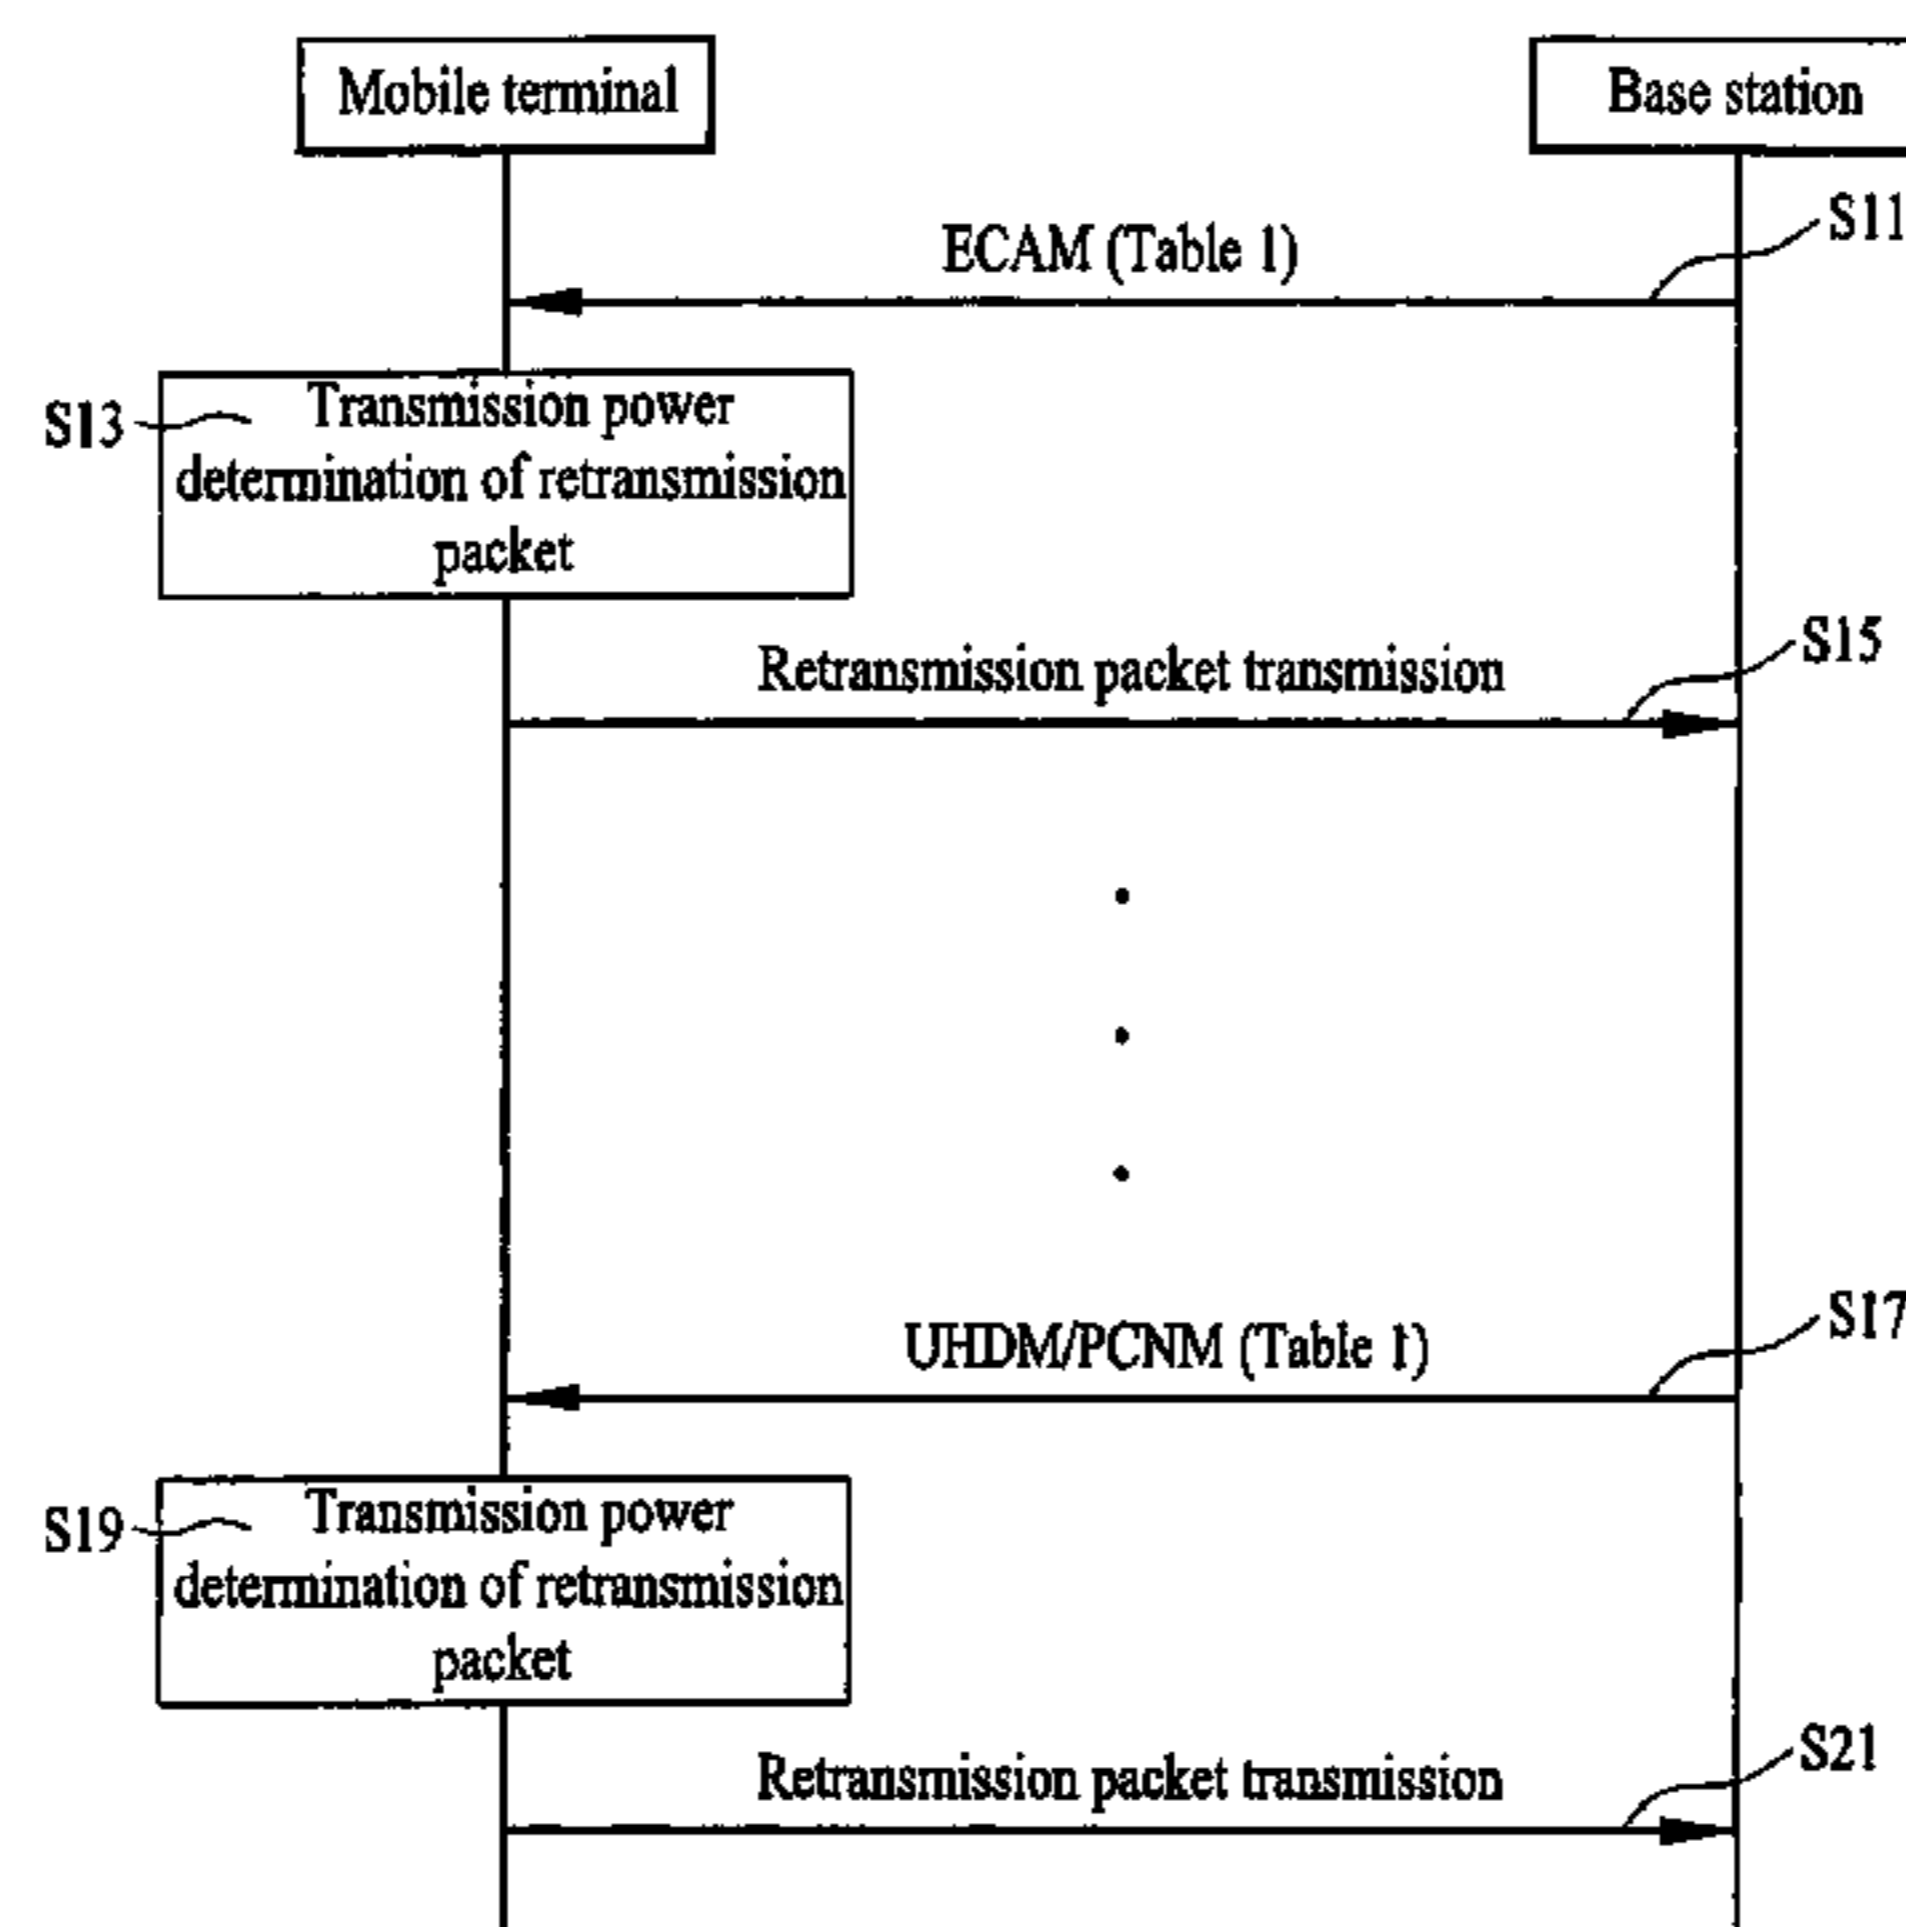 Mobile terminal
Base station
S11
ECAM (Table 1)
S13
Transmission power
determination of retransmission
packet
S15
Retransmission packet transmission
S17
UHDM/PCNM (Table 1)
S19
Transmission power
determination of retransmission
packet
S21
Retransmission packet transmission